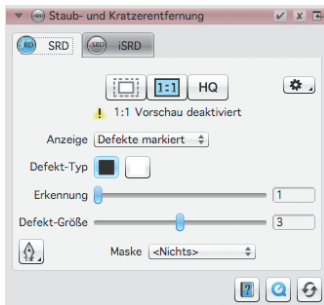 Staub- und Kratzerentfernung
SRD iSRD
1:1 HQ
1:1 Vorschau deaktiviert
Anzeige Defekte markiert
Defekt-Typ
Erkennung 1
Defekt-Größe 3
Maske <Nichts>